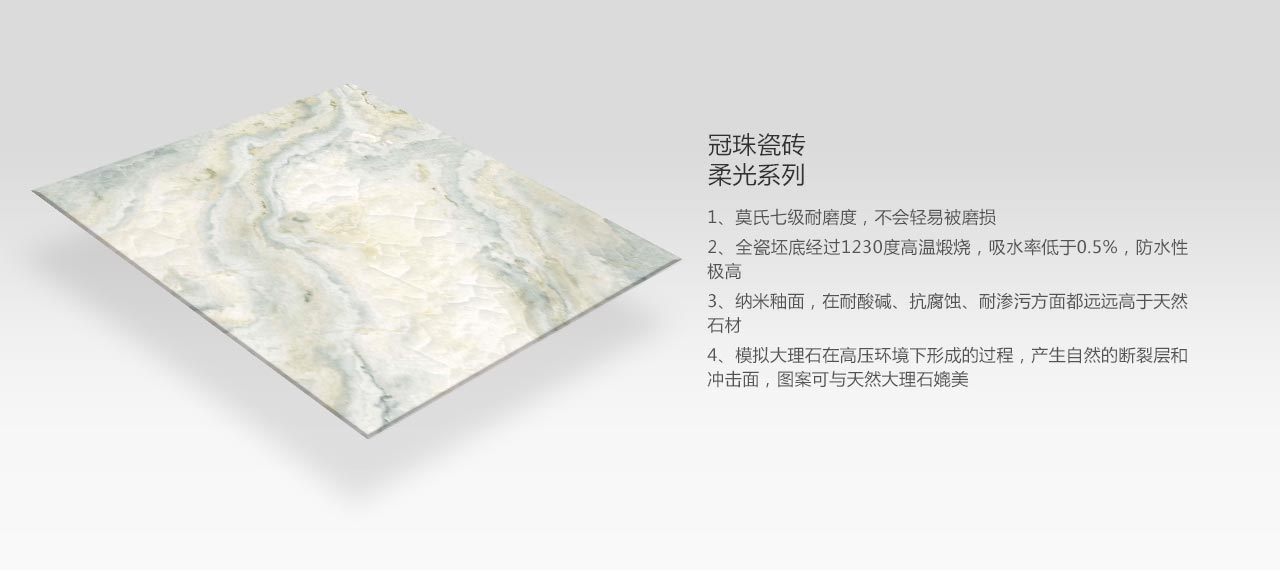 冠珠瓷砖
柔光系列
1、莫氏七级耐磨度，不会轻易被磨损
2、全瓷坯底经过1230度高温煅烧，吸水率低于0.5%，防水性
极高
3、纳米釉面，在耐酸碱、抗腐蚀、耐渗污方面都远远高于天然
石材
4、模拟大理石在高压环境下形成的过程，产生自然的断裂层和
冲击面，图案可与天然大理石媲美